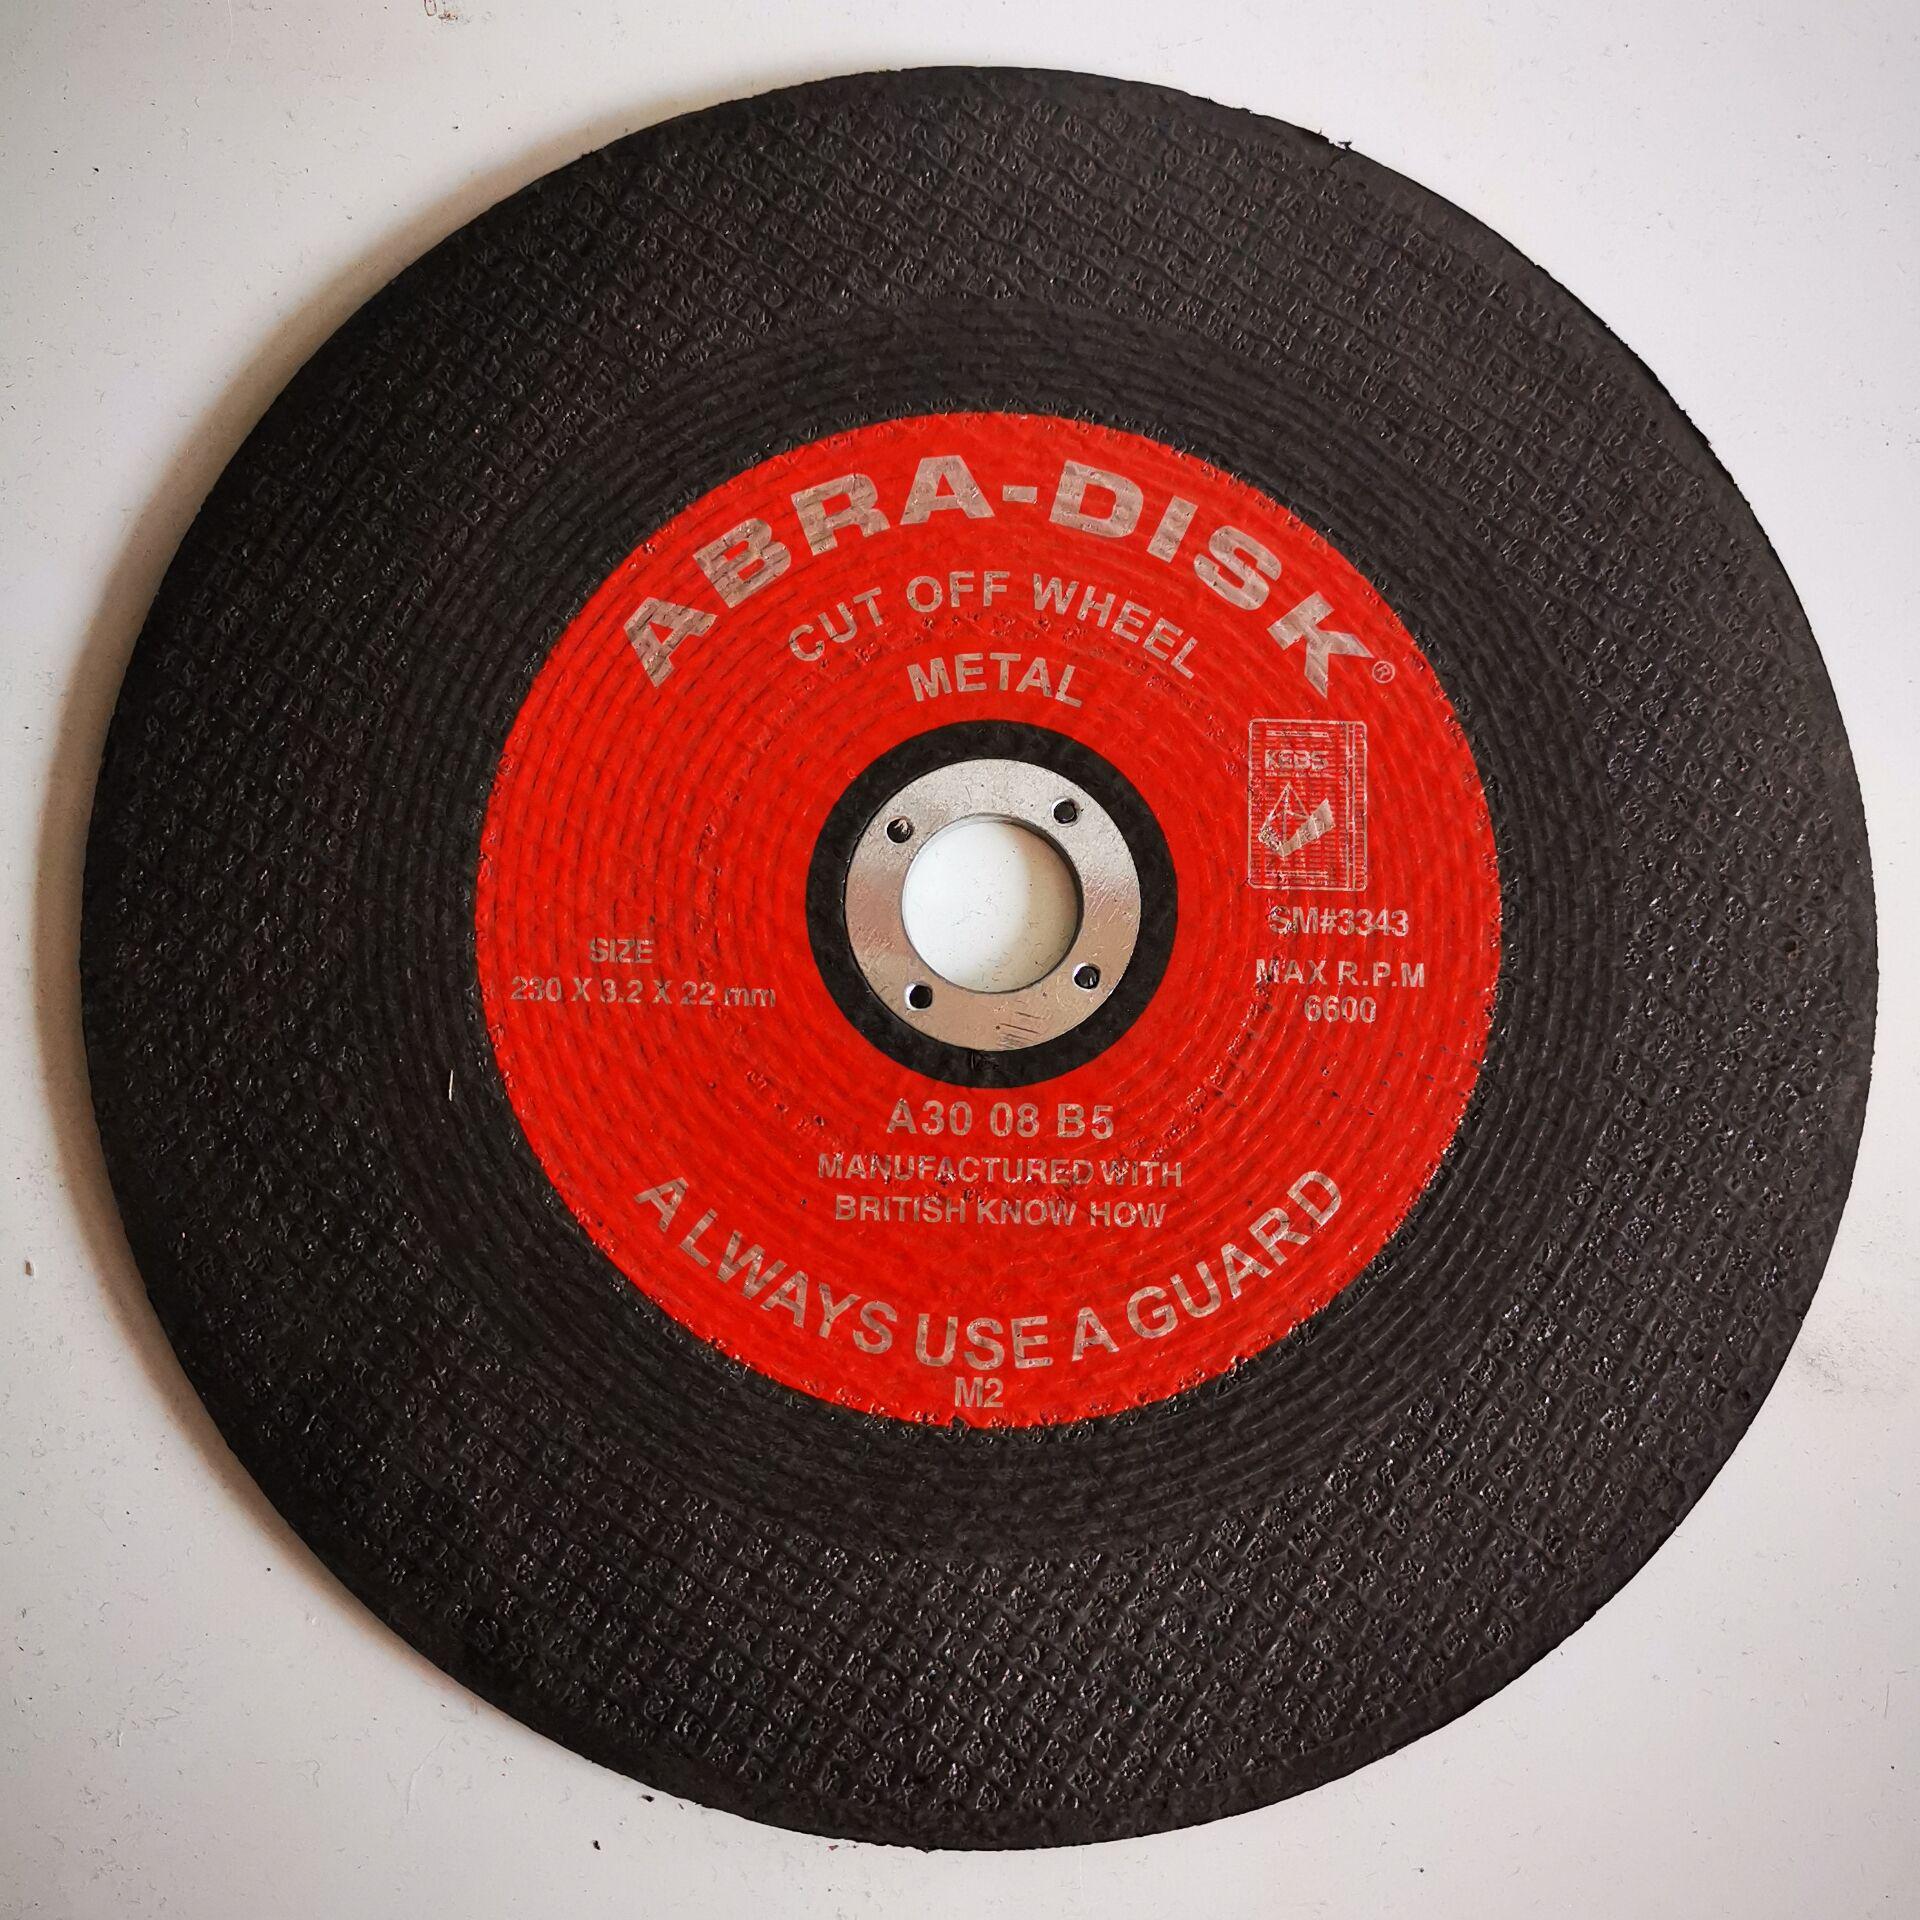 ABRA-DISK®
CUT OFF WHEEL
METAL
KEBS
SM#3343
MAX R.P.M
6600
SIZE
230 X 3.2 X 22 mm
A30 08 B5
MANUFACTURED WITH
BRITISH KNOW HOW
ALWAYS USE A GUARD
M2